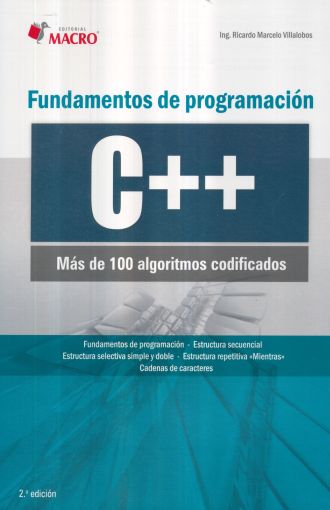 EDITORIAL
MACRO®
Ing. Ricardo Marcelo Villalobos
Fundamentos de programación
C++
Más de 100 algoritmos codificados
Fundamentos de programación - Estructura secuencial
Estructura selectiva simple y doble - Estructura repetitiva «Mientras»
Cadenas de caracteres
2.ª edición